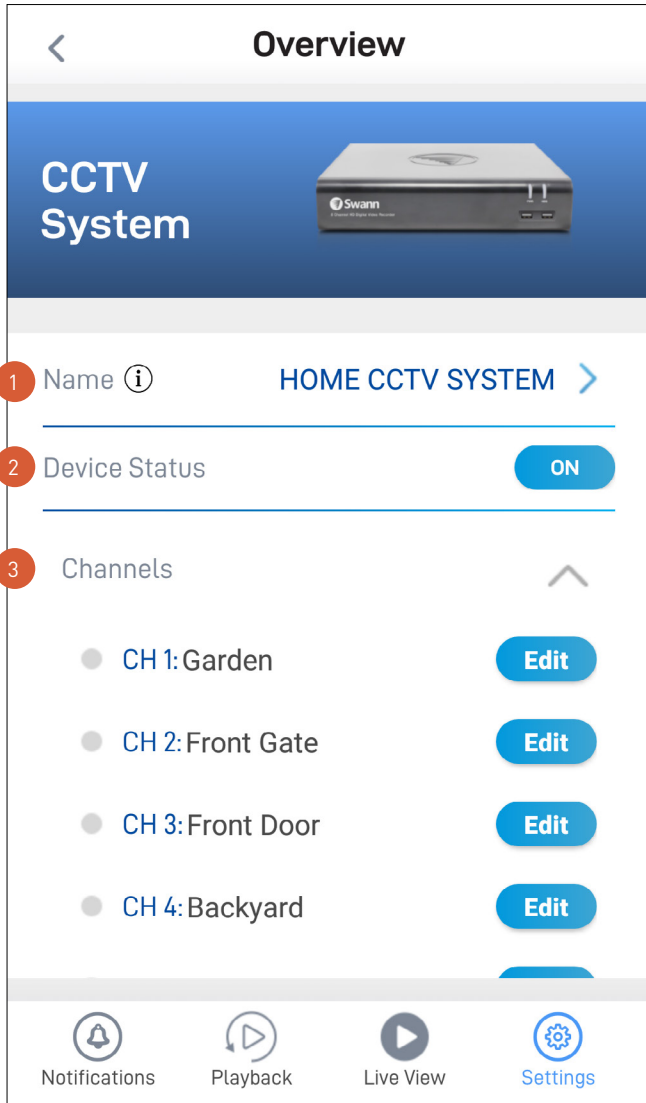 Overview
CCTV
System
Swann
1 Name i HOME CCTV SYSTEM
2 Device Status ON
3 Channels
CH 1: Garden Edit
CH 2: Front Gate Edit
CH 3: Front Door Edit
CH 4: Backyard Edit
Notifications Playback Live View Settings